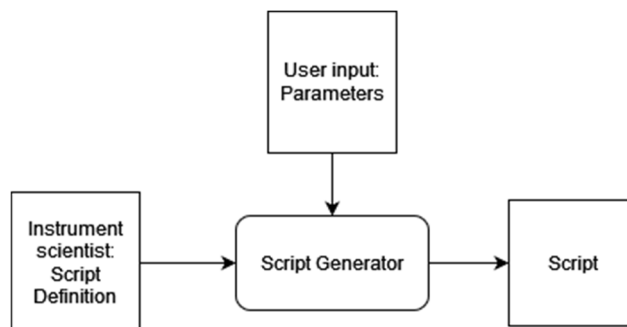 User input:
Parameters
Instrument
scientist:
Script
Definition
Script Generator
Script